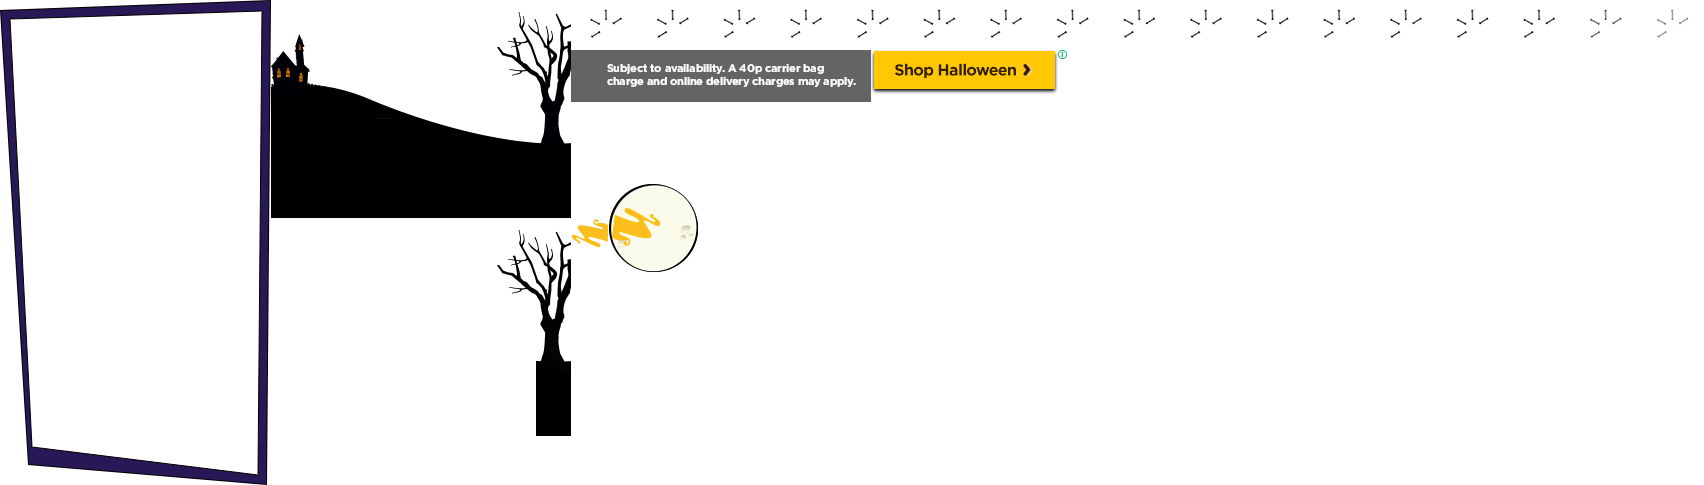 Subject to availability. A 40p carrier bag
charge and online delivery charges may apply.
Shop Halloween